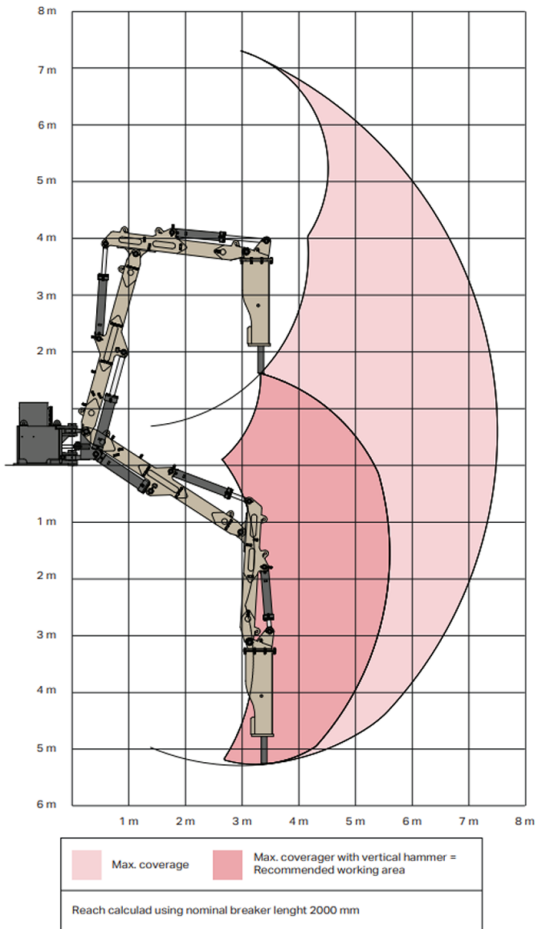 8 m
7 m
6 m
5 m
4 m
3 m
2 m
1 m
2 m
3 m
4 m
5 m
6 m
1 m 2 m 3 m 4 m 5 m 6 m 7 m 8 m
Max. coverage
Max. coverager with vertical hammer =
Recommended working area
Reach calculad using nominal breaker lenght 2000 mm